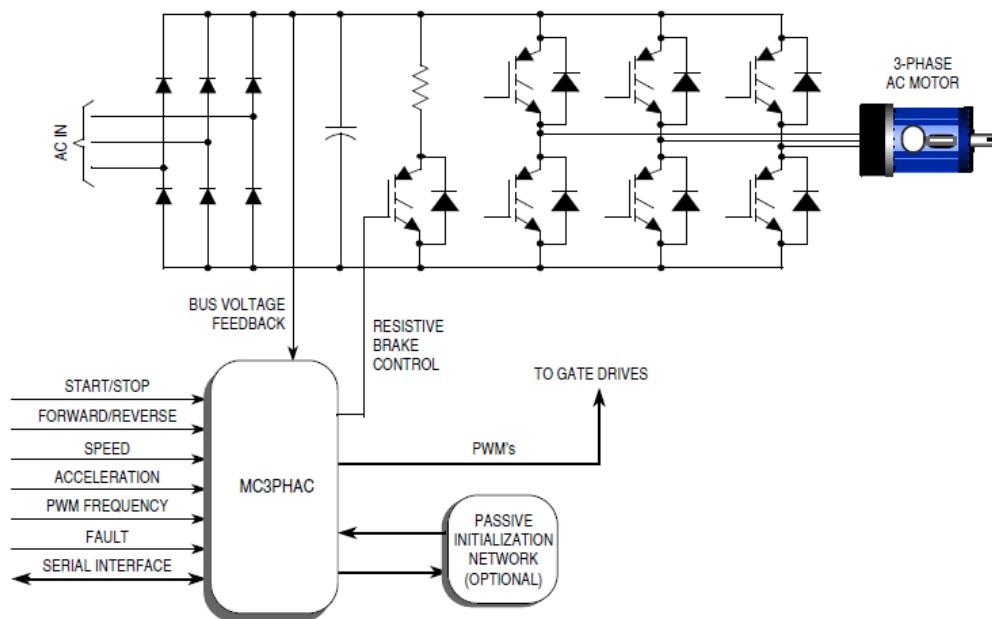 3-PHASE
AC MOTOR
AC IN
BUS VOLTAGE
FEEDBACK
RESISTIVE
BRAKE
CONTROL
TO GATE DRIVES
START/STOP
FORWARD/REVERSE
SPEED
ACCELERATION
PWM FREQUENCY
FAULT
SERIAL INTERFACE
MC3PHAC
PWM's
PASSIVE
INITIALIZATION
NETWORK
(OPTIONAL)